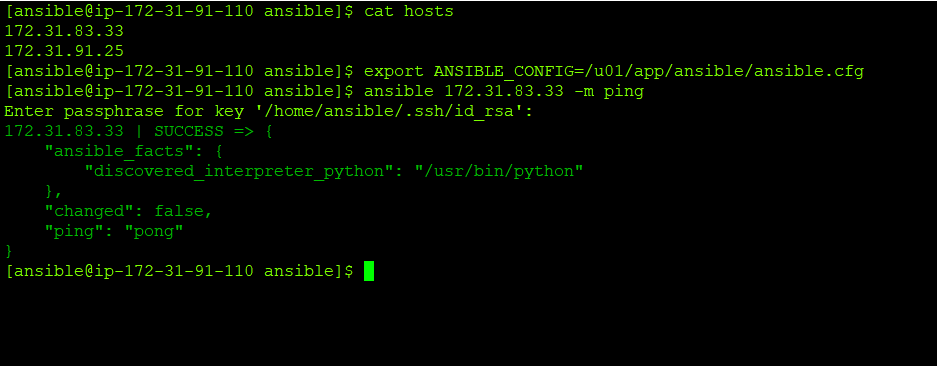 [ansible@ip-172-31-91-110 ansible]$ cat hosts
172.31.83.33
172.31.91.25
[ansible@ip-172-31-91-110 ansible]$ export ANSIBLE_CONFIG=/u01/app/ansible/ansible.cfg
[ansible@ip-172-31-91-110 ansible]$ ansible 172.31.83.33 -m ping
Enter passphrase for key '/home/ansible/.ssh/id_rsa':
172.31.83.33 | SUCCESS => {
    "ansible_facts": {
        "discovered_interpreter_python": "/usr/bin/python"
    },
    "changed": false,
    "ping": "pong"
}
[ansible@ip-172-31-91-110 ansible]$